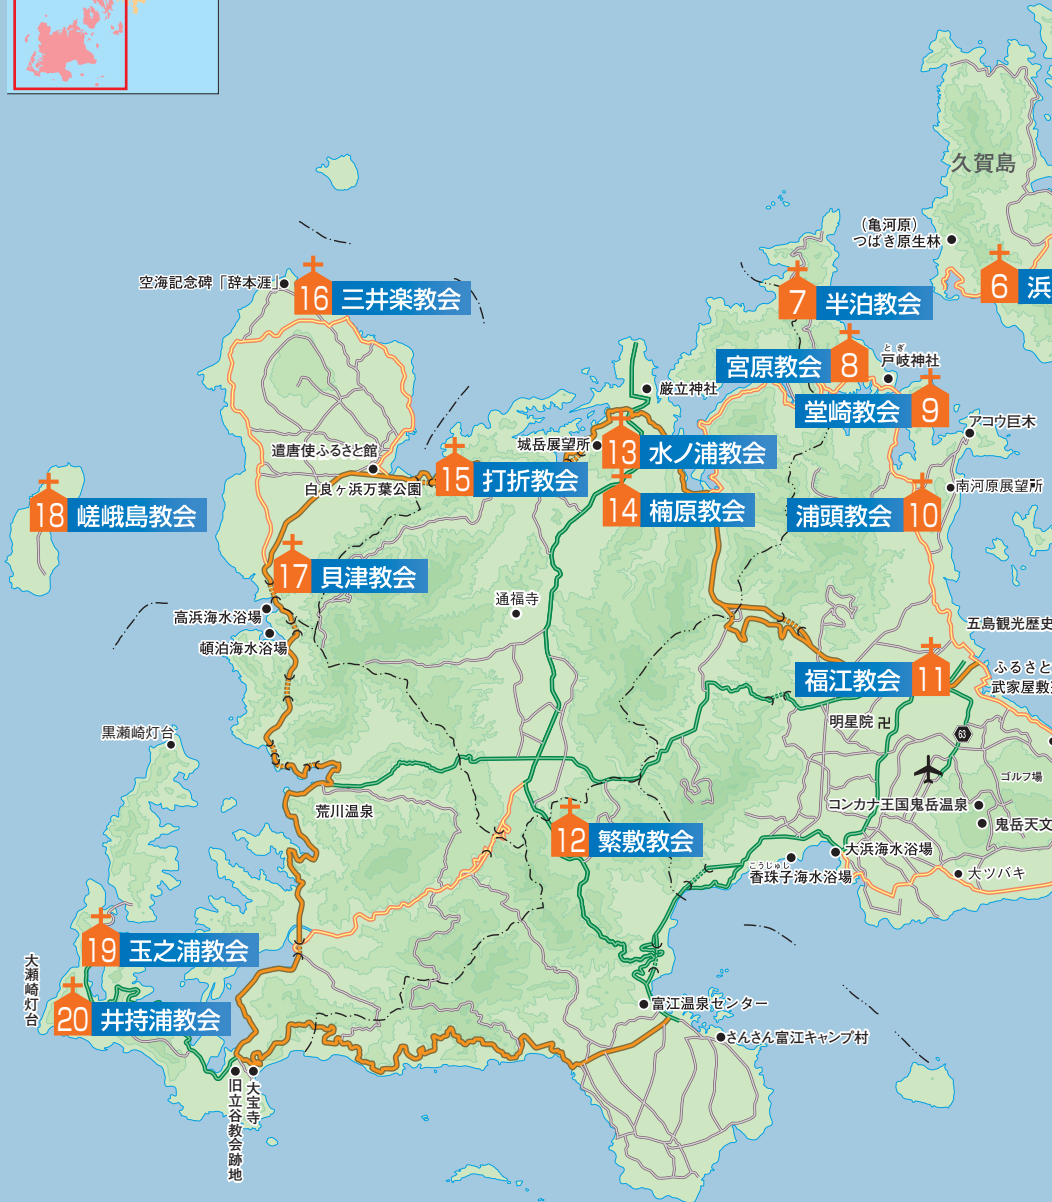 久賀島
(亀河原)
つばき原生林
6 浜
空海記念碑「辞本涯」
16 三井楽教会
7 半泊教会
宮原教会 8
とぎ
戸岐神社
厳立神社
堂崎教会 9
アコウ巨木
城岳展望所
13 水ノ浦教会
遣唐使ふるさと館
白良ヶ浜万葉公園
15 打折教会
14 楠原教会
南河原展望所
浦頭教会 10
18 嵯峨島教会
17 貝津教会
通福寺
高浜海水浴場
頓泊海水浴場
五島観光歴史
ふるさと
武家屋敷
福江教会 11
明星院
63
黒瀬崎灯台
ゴルフ場
荒川温泉
コンカナ王国鬼岳温泉
鬼岳天文
12 繁敷教会
大浜海水浴場
こうじゅし
香珠子海水浴場
大ツバキ
19 玉之浦教会
大瀬崎灯台
20 井持浦教会
富江温泉センター
さんさん富江キャンプ村
旧立谷教会跡地
大宝寺